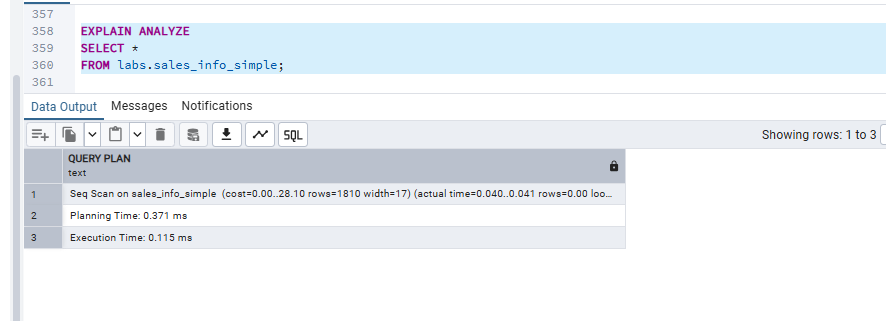 357
358 EXPLAIN ANALYZE
359 SELECT *
360 FROM labs.sales_info_simple;
361
Data Output Messages Notifications
SQL Showing rows: 1 to 3
QUERY PLAN
text
1 Seq Scan on sales_info_simple (cost=0.00..28.10 rows=1810 width=17) (actual time=0.040..0.041 rows=0.00 loo...
2 Planning Time: 0.371 ms
3 Execution Time: 0.115 ms